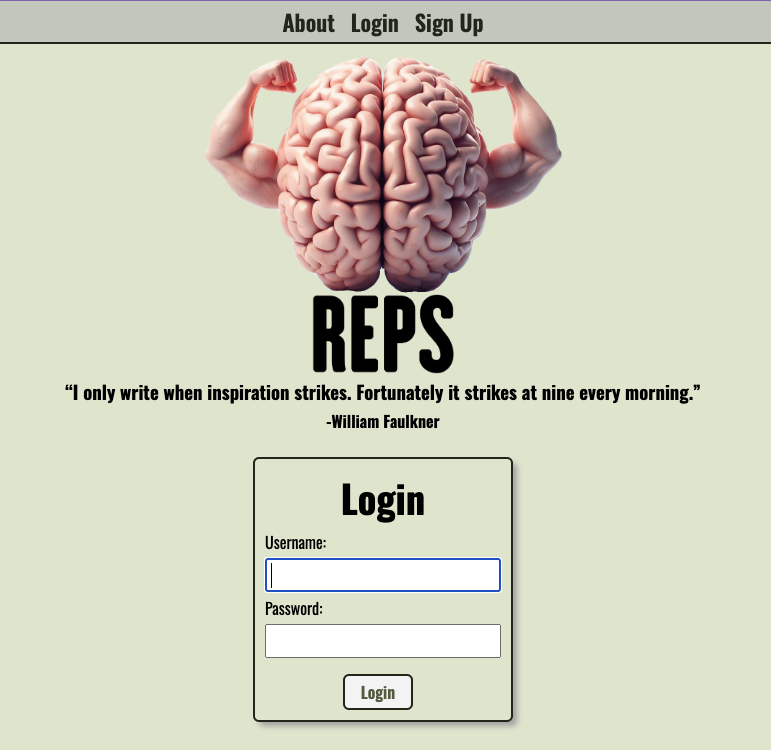 About Login Sign Up
REPS
“I only write when inspiration strikes. Fortunately it strikes at nine every morning.”
-William Faulkner
Login
Username:
Password:
Login